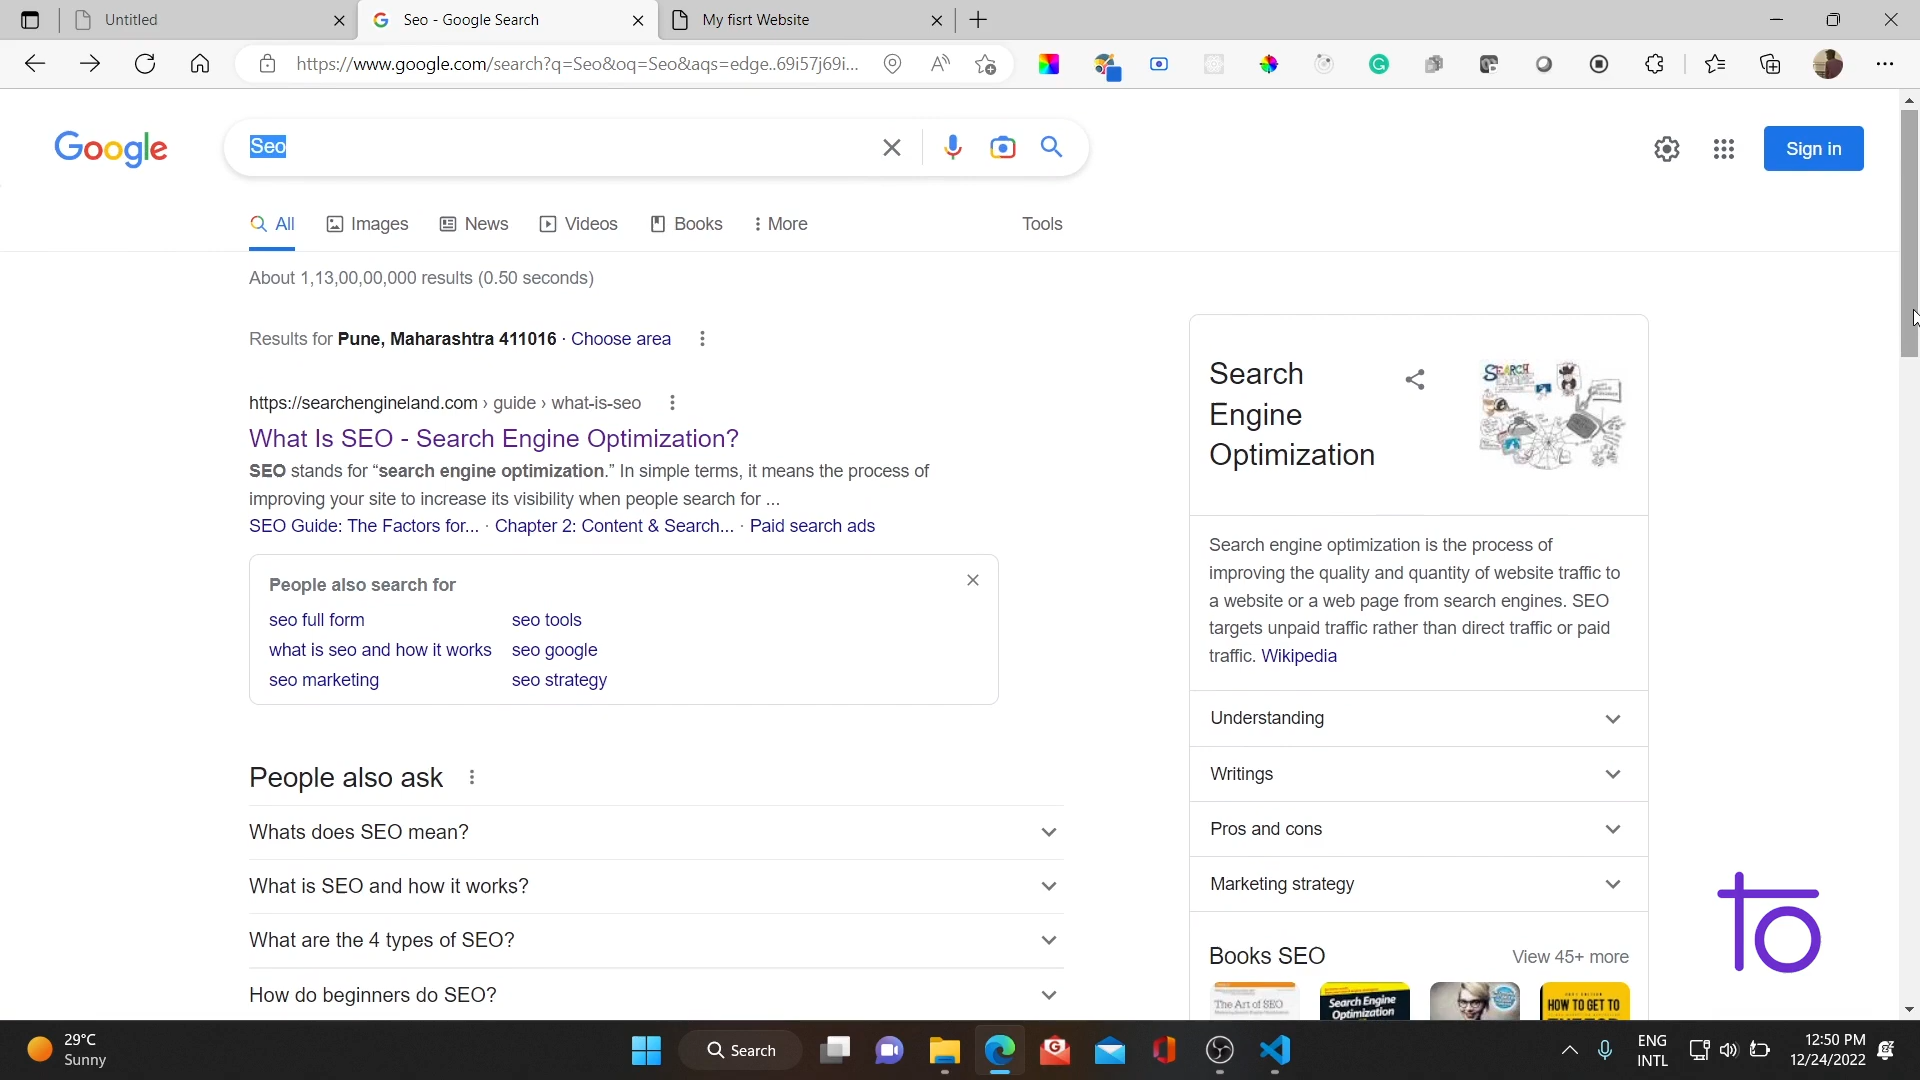 Untitled
Seo - Google Search
My fisrt Website
https://www.google.com/search?q=Seo&oq=Seo&aqs=edge..69i57j69i...
Google
Seo
Sign in
All
Images
News
Videos
Books
More
Tools
About 1,13,00,00,000 results (0.50 seconds)
Results for Pune, Maharashtra 411016 · Choose area
https://searchengineland.com › guide › what-is-seo
What Is SEO - Search Engine Optimization?
SEO stands for “search engine optimization.” In simple terms, it means the process of
improving your site to increase its visibility when people search for ...
SEO Guide: The Factors for... · Chapter 2: Content & Search... · Paid search ads
People also search for
seo full form
seo tools
what is seo and how it works
seo google
seo marketing
seo strategy
People also ask
Whats does SEO mean?
What is SEO and how it works?
What are the 4 types of SEO?
How do beginners do SEO?
Search
Engine
Optimization
SEARCH
Search engine optimization is the process of
improving the quality and quantity of website traffic to
a website or a web page from search engines. SEO
targets unpaid traffic rather than direct traffic or paid
traffic. Wikipedia
Understanding
Writings
Pros and cons
Marketing strategy
Books SEO
View 45+ more
The Art of SEO
Search Engine
Optimization
HOW TO GET TO
to
29°C
Sunny
Search
ENG
INTL
12:50 PM
12/24/2022